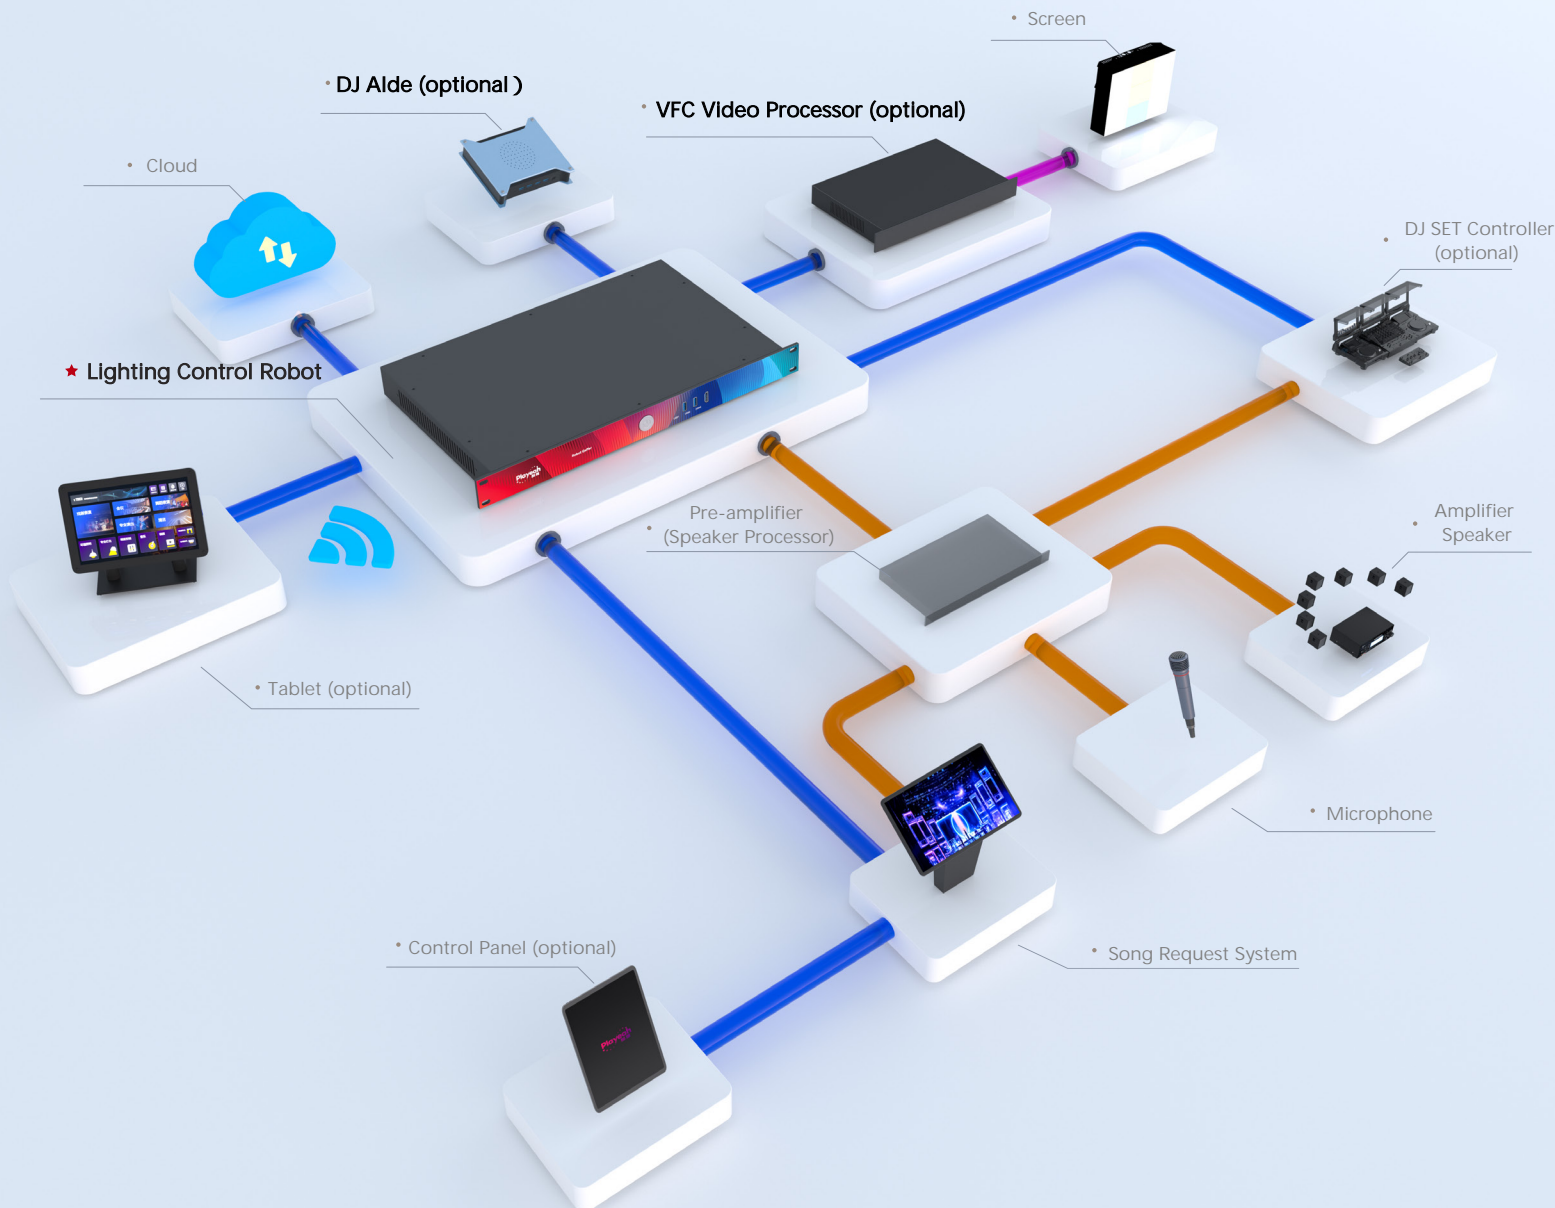 • Screen
• DJ AIde (optional )
• VFC VIdeo Processor (optional)
• Cloud
• DJ SET Controller
(optional)
★ Lighting Control Robot
Playtech
Pre-amplifier
• (Speaker Processor)
• Amplifier
Speaker
• Tablet (optional)
• Microphone
• Control Panel (optional)
• Song Request System